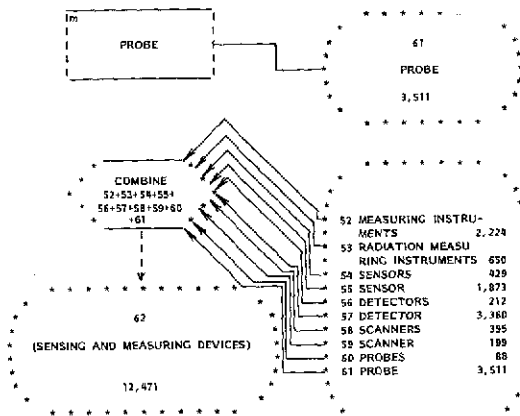 m
PROBE
61
PROBE
3,511
COMBINE
52+53+54+55+
56+57+58+59+60
+61
62
(SENSING AND MEASURING DEVICES)
12,471
52 MEASURING INSTRU-
MENTS 2,224
53 RADIATION MEASU
RING INSTRUMENTS 650
54 SENSORS 429
55 SENSOR 1,873
56 DETECTORS 212
57 DETECTOR 3,360
58 SCANNERS 395
59 SCANNER 199
60 PROBES 88
61 PROBE 3,511